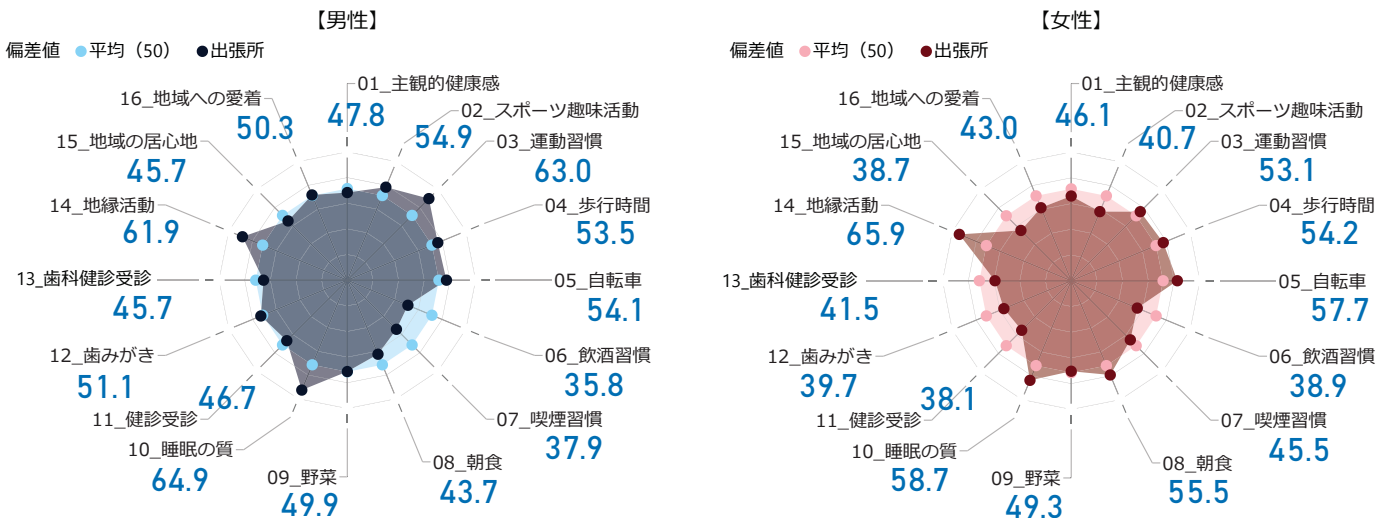 【男性】
偏差値 ●平均（50） ●出張所
01_主観的健康感
47.8
02_スポーツ趣味活動
54.9
03_運動習慣
63.0
04_歩行時間
53.5
05_自転車
54.1
06_飲酒習慣
35.8
07_喫煙習慣
37.9
08_朝食
43.7
09_野菜
49.9
10_睡眠の質
64.9
11_健診受診
46.7
12_歯みがき
51.1
13_歯科健診受診
45.7
14_地縁活動
61.9
15_地域の居心地
45.7
16_地域への愛着
50.3
【女性】
偏差値 ●平均（50） ●出張所
01_主観的健康感
46.1
02_スポーツ趣味活動
40.7
03_運動習慣
53.1
04_歩行時間
54.2
05_自転車
57.7
06_飲酒習慣
38.9
07_喫煙習慣
45.5
08_朝食
55.5
09_野菜
49.3
10_睡眠の質
58.7
11_健診受診
38.1
12_歯みがき
39.7
13_歯科健診受診
41.5
14_地縁活動
65.9
15_地域の居心地
38.7
16_地域への愛着
43.0